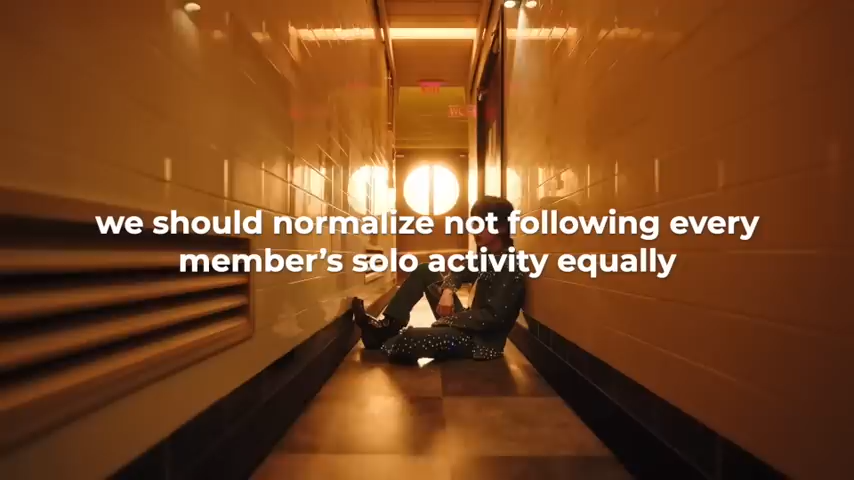 we should normalize not following every
member's solo activity equally